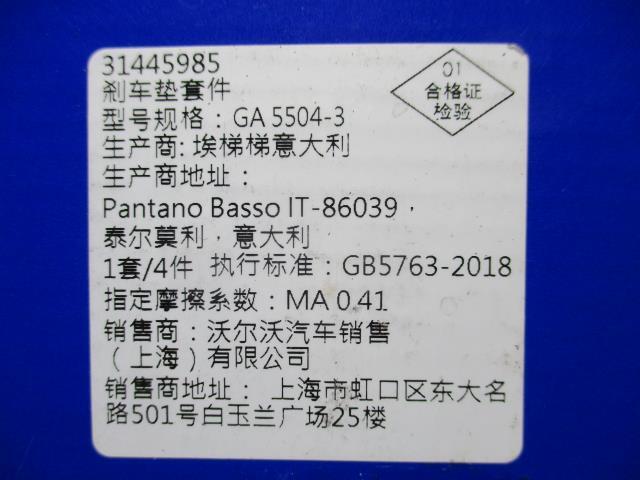 31445985
刹车垫套件
型号规格：GA 5504-3
生产商: 埃梯梯意大利
生产商地址：
Pantano Basso IT-86039，
泰尔莫利，意大利
1套/4件 执行标准：GB5763-2018
指定摩擦系数：MA 0.41
销售商：沃尔沃汽车销售
（上海）有限公司
销售商地址： 上海市虹口区东大名
路501号白玉兰广场25楼
01
合格证
检验